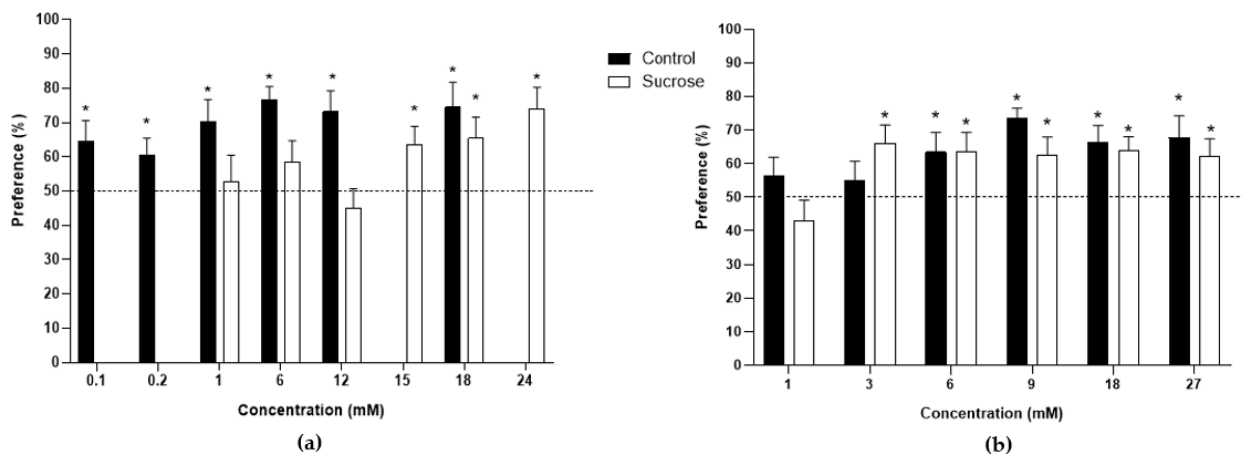 100
90
80
70
60
50
40
30
20
10
0
Preference (%)
* * * * * * * * *
0.1 0.2 1 6 12 15 18 24
Concentration (mM)
(a)
Control
Sucrose
100
90
80
70
60
50
40
30
20
10
0
Preference (%)
* * * * * * * * *
1 3 6 9 18 27
Concentration (mM)
(b)